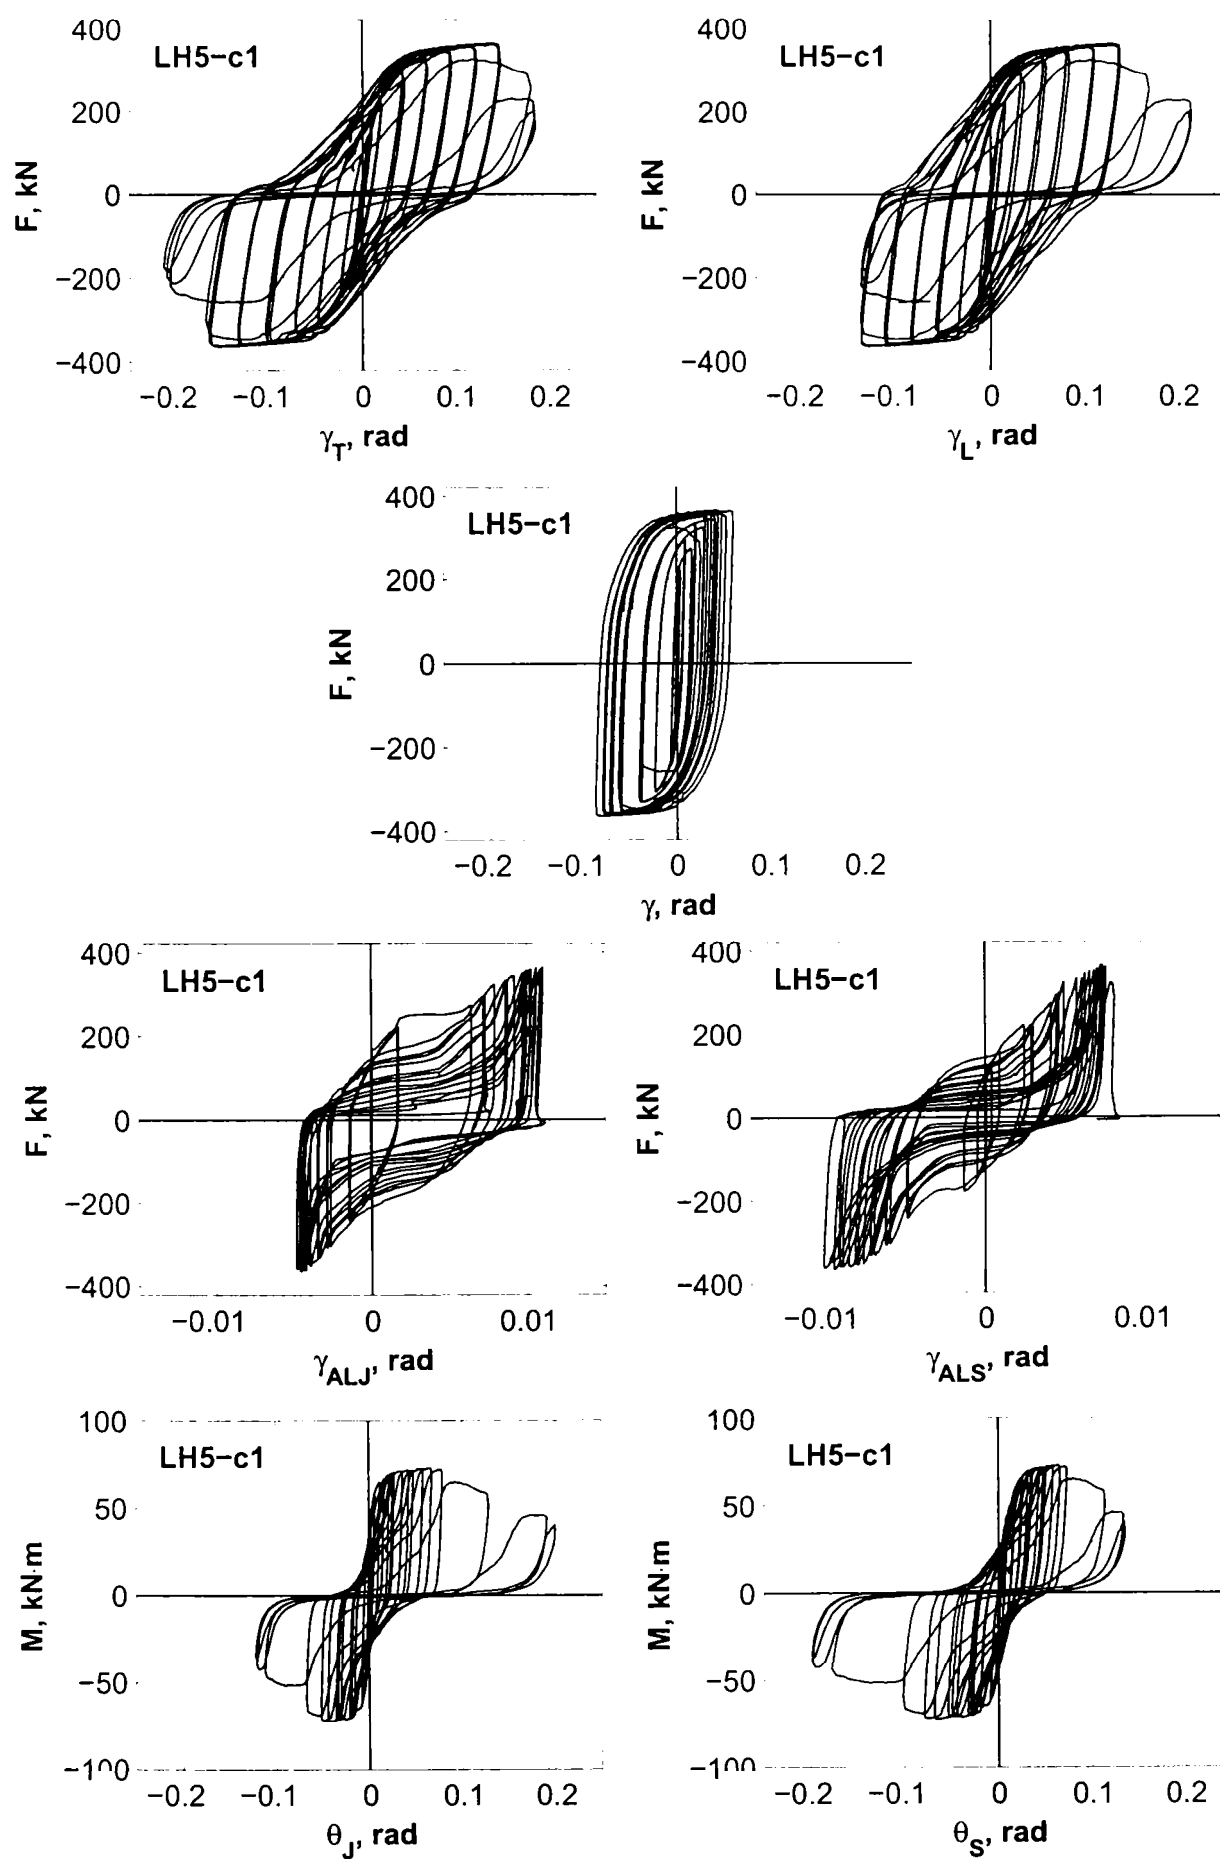 400
200
0
−200
−400
F, kN
LH5−c1
−0.2 −0.1 0 0.1 0.2
γT, rad
400
200
0
−200
−400
F, kN
LH5−c1
−0.2 −0.1 0 0.1 0.2
γL, rad
400
200
0
−200
−400
F, kN
LH5−c1
−0.2 −0.1 0 0.1 0.2
γ, rad
400
200
0
−200
−400
F, kN
LH5−c1
−0.01 0 0.01
γALJ, rad
400
200
0
−200
−400
F, kN
LH5−c1
−0.01 0 0.01
γALS, rad
100
50
0
−50
−100
M, kN·m
LH5−c1
−0.2 −0.1 0 0.1 0.2
θJ, rad
100
50
0
−50
−100
M, kN·m
LH5−c1
−0.2 −0.1 0 0.1 0.2
θS, rad